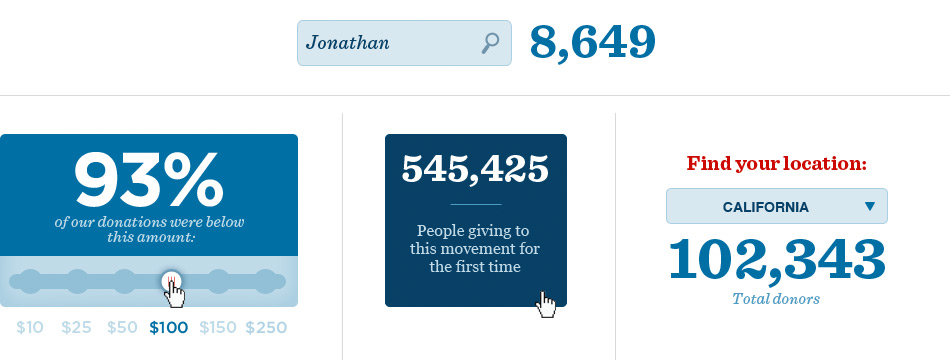 Jonathan 8,649
93%
of our donations were below
this amount:
$10 $25 $50 $100 $150 $250
545,425
People giving to
this movement for
the first time
Find your location:
CALIFORNIA
102,343
Total donors